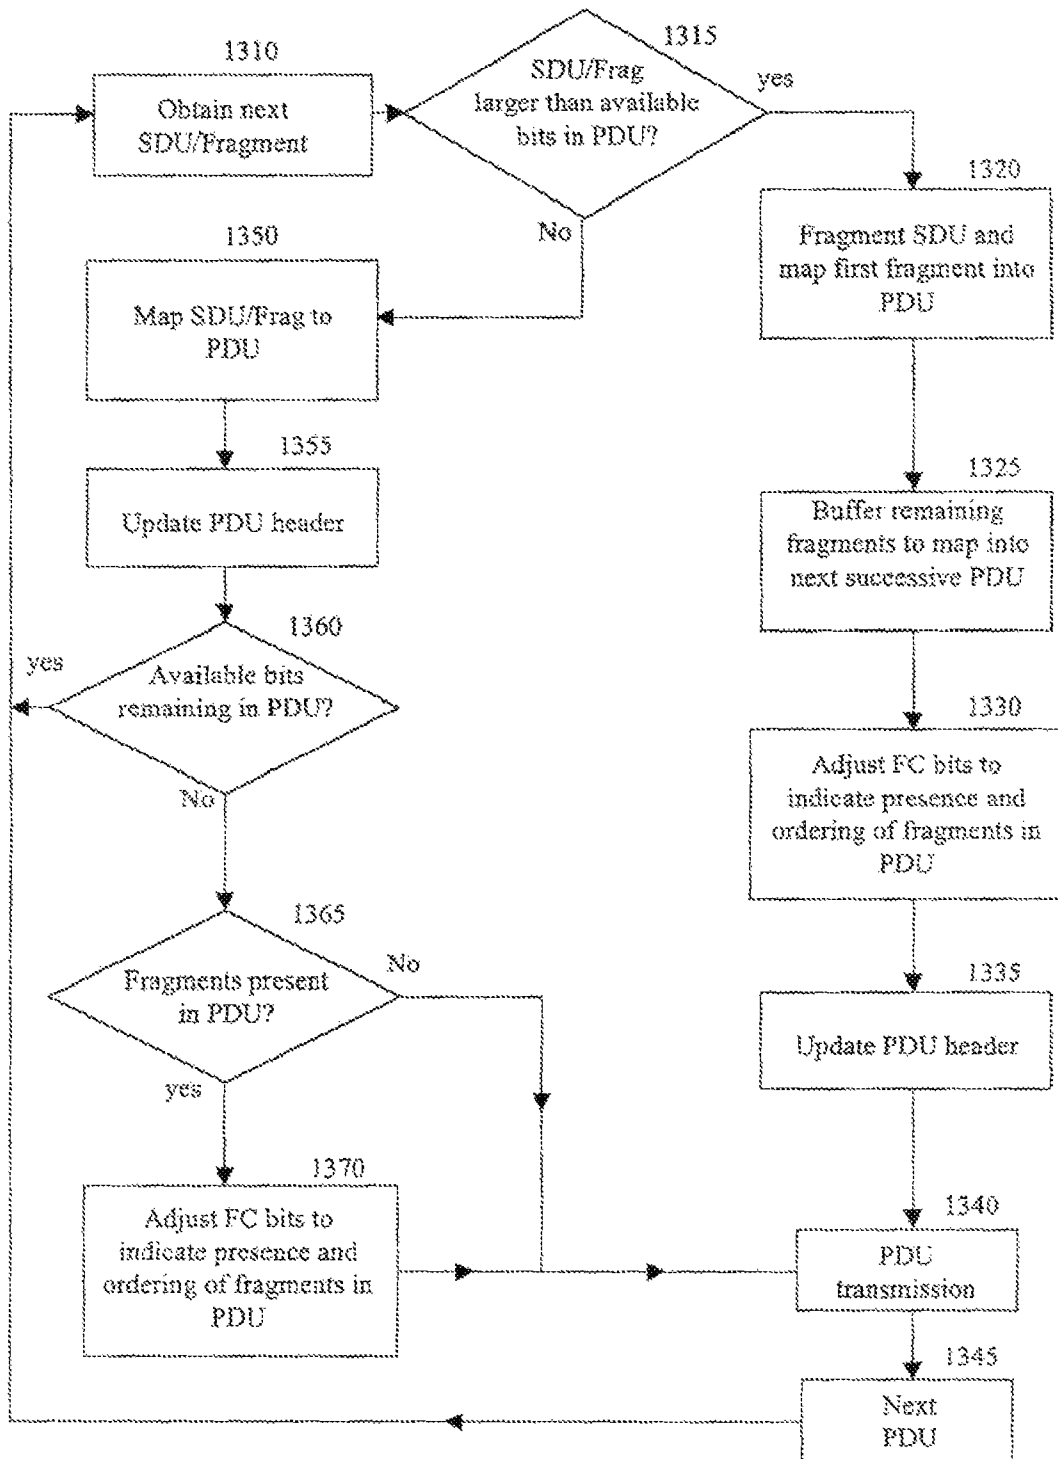 1310
Obtain next
SDU/Fragment
1315
SDU/Frag
larger than available
bits in PDU?
yes
No
1320
Fragment SDU and
map first fragment into
PDU
1350
Map SDU/Frag to
PDU
1325
Buffer remaining
fragments to map into
next successive PDU
1355
Update PDU header
1360
Available bits
remaining in PDU?
yes
No
1330
Adjust FC bits to
indicate presence and
ordering of fragments in
PDU
1365
Fragments present
in PDU?
No
yes
1335
Update PDU header
1370
Adjust FC bits to
indicate presence and
ordering of fragments in
PDU
1340
PDU
transmission
1345
Next
PDU